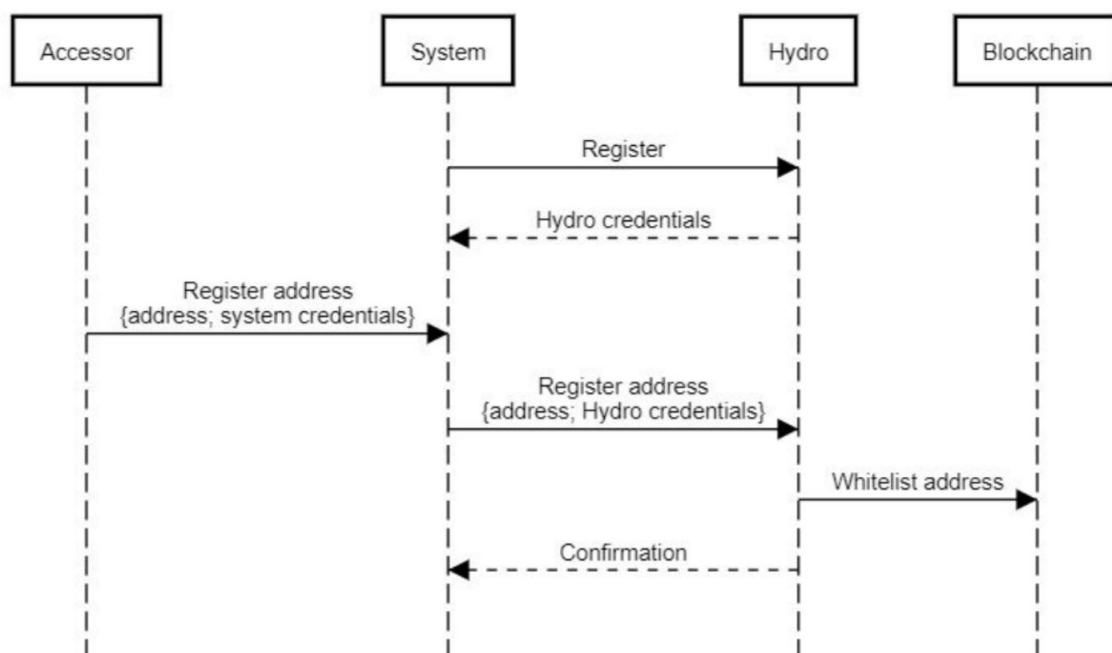 Accessor
System
Hydro
Blockchain
Register
Hydro credentials
Register address
{address; system credentials}
Register address
{address; Hydro credentials}
Whitelist address
Confirmation